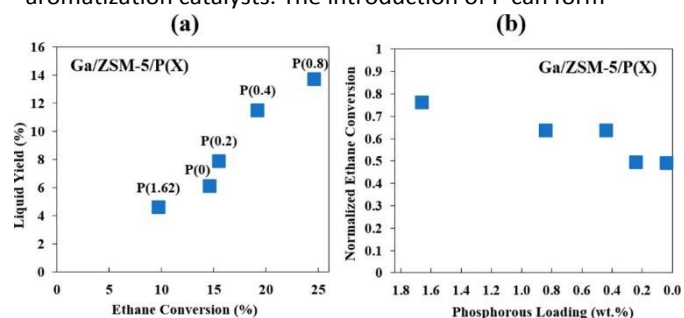 aromatization catalysts. The introduction of P can form
(a)
Ga/ZSM-5/P(X)
P(0.8)
P(0.4)
P(0.2)
P(0)
P(1.62)
16
14
12
10
8
6
4
2
0
0 5 10 15 20 25
Liquid Yield (%)
Ethane Conversion (%)
(b)
Ga/ZSM-5/P(X)
1
0.9
0.8
0.7
0.6
0.5
0.4
0.3
0.2
0.1
0
1.8 1.6 1.4 1.2 1.0 0.8 0.6 0.4 0.2 0.0
Normalized Ethane Conversion
Phosphorous Loading (wt.%)